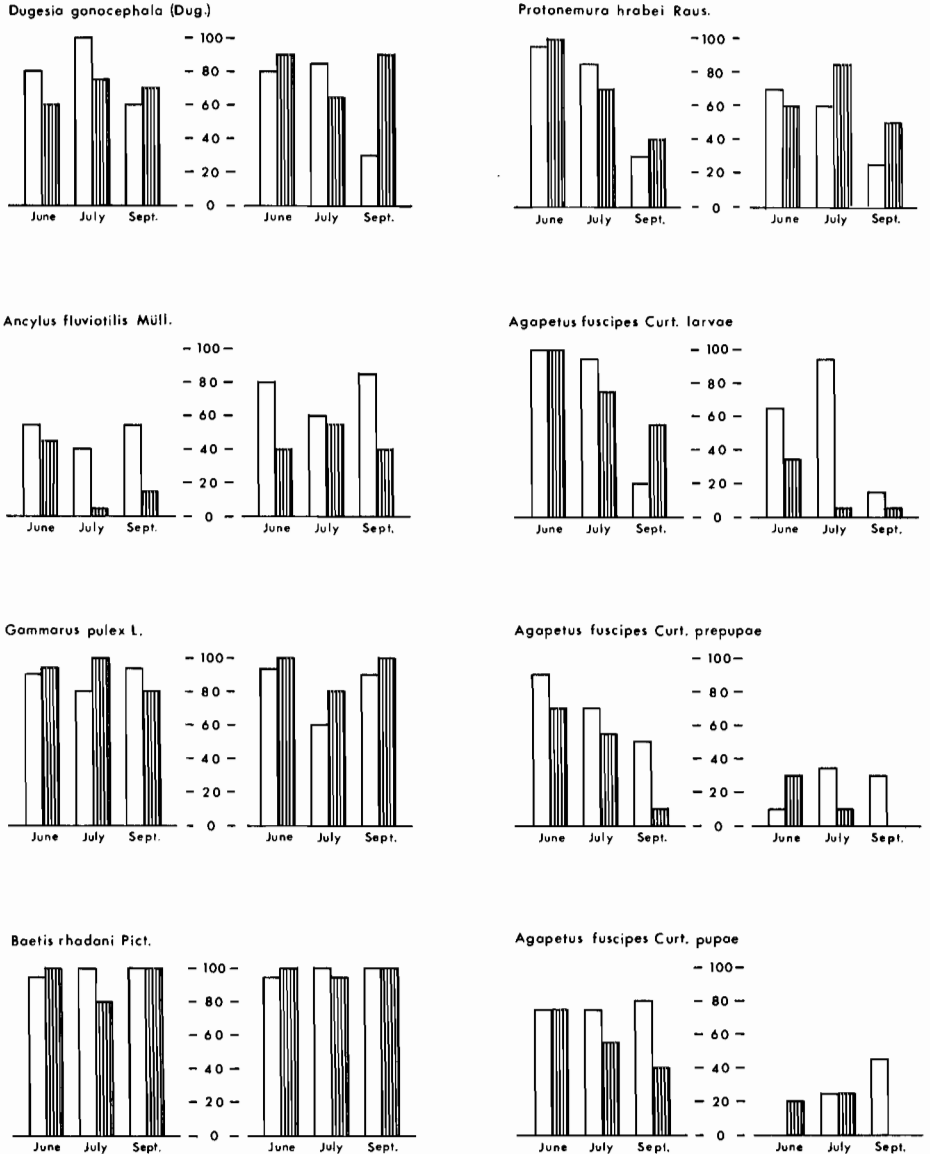 Dugesia gonocephala (Dug.)
- 100 -
- 80 -
- 60 -
- 40 -
- 20 -
- 0 -
June July Sept.
June July Sept.
Protonemura hrabei Raus.
- 100 -
- 80 -
- 60 -
- 40 -
- 20 -
- 0 -
June July Sept.
June July Sept.
Ancylus fluviotilis Müll.
- 100 -
- 80 -
- 60 -
- 40 -
- 20 -
- 0 -
June July Sept.
June July Sept.
Agapetus fuscipes Curt. larvae
- 100 -
- 80 -
- 60 -
- 40 -
- 20 -
- 0 -
June July Sept.
June July Sept.
Gammarus pulex L.
- 100 -
- 80 -
- 60 -
- 40 -
- 20 -
- 0 -
June July Sept.
June July Sept.
Agapetus fuscipes Curt. prepupae
- 100 -
- 80 -
- 60 -
- 40 -
- 20 -
- 0 -
June July Sept.
June July Sept.
Baetis rhadani Pict.
- 100 -
- 80 -
- 60 -
- 40 -
- 20 -
- 0 -
June July Sept.
June July Sept.
Agapetus fuscipes Curt. pupae
- 100 -
- 80 -
- 60 -
- 40 -
- 20 -
- 0 -
June July Sept.
June July Sept.